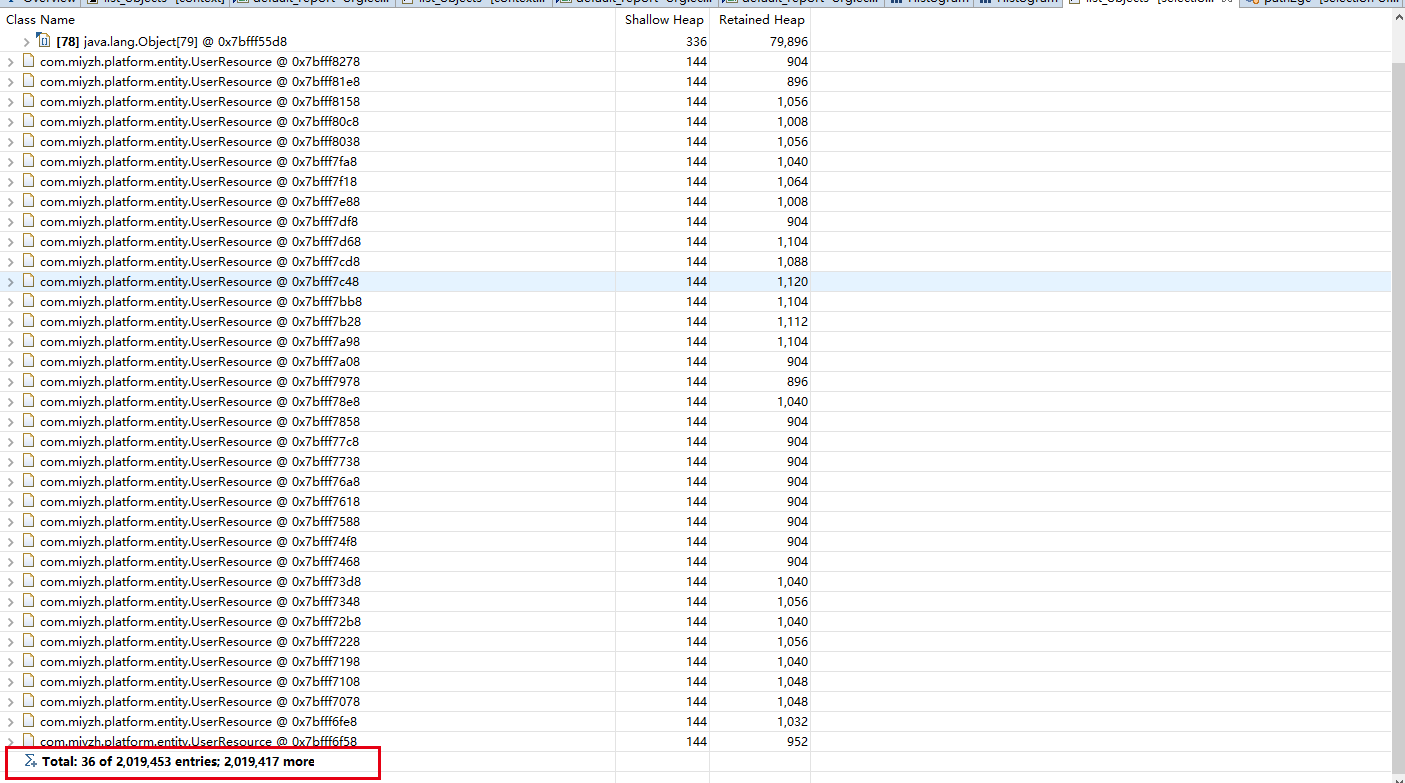 Overview list_objects [context] default_report list_objects [context... default_report default_report Histogram Histogram list_objects [selectio... path2gc [selection
Class Name Shallow Heap Retained Heap
[78] java.lang.Object[79] @ 0x7bfff55d8 336 79,896
com.miyzh.platform.entity.UserResource @ 0x7bfff8278 144 904
com.miyzh.platform.entity.UserResource @ 0x7bfff81e8 144 896
com.miyzh.platform.entity.UserResource @ 0x7bfff8158 144 1,056
com.miyzh.platform.entity.UserResource @ 0x7bfff80c8 144 1,008
com.miyzh.platform.entity.UserResource @ 0x7bfff8038 144 1,056
com.miyzh.platform.entity.UserResource @ 0x7bfff7fa8 144 1,040
com.miyzh.platform.entity.UserResource @ 0x7bfff7f18 144 1,064
com.miyzh.platform.entity.UserResource @ 0x7bfff7e88 144 1,008
com.miyzh.platform.entity.UserResource @ 0x7bfff7df8 144 904
com.miyzh.platform.entity.UserResource @ 0x7bfff7d68 144 1,104
com.miyzh.platform.entity.UserResource @ 0x7bfff7cd8 144 1,088
com.miyzh.platform.entity.UserResource @ 0x7bfff7c48 144 1,120
com.miyzh.platform.entity.UserResource @ 0x7bfff7bb8 144 1,104
com.miyzh.platform.entity.UserResource @ 0x7bfff7b28 144 1,112
com.miyzh.platform.entity.UserResource @ 0x7bfff7a98 144 1,104
com.miyzh.platform.entity.UserResource @ 0x7bfff7a08 144 904
com.miyzh.platform.entity.UserResource @ 0x7bfff7978 144 896
com.miyzh.platform.entity.UserResource @ 0x7bfff78e8 144 1,040
com.miyzh.platform.entity.UserResource @ 0x7bfff7858 144 904
com.miyzh.platform.entity.UserResource @ 0x7bfff77c8 144 904
com.miyzh.platform.entity.UserResource @ 0x7bfff7738 144 904
com.miyzh.platform.entity.UserResource @ 0x7bfff76a8 144 904
com.miyzh.platform.entity.UserResource @ 0x7bfff7618 144 904
com.miyzh.platform.entity.UserResource @ 0x7bfff7588 144 904
com.miyzh.platform.entity.UserResource @ 0x7bfff74f8 144 904
com.miyzh.platform.entity.UserResource @ 0x7bfff7468 144 904
com.miyzh.platform.entity.UserResource @ 0x7bfff73d8 144 1,040
com.miyzh.platform.entity.UserResource @ 0x7bfff7348 144 1,056
com.miyzh.platform.entity.UserResource @ 0x7bfff72b8 144 1,040
com.miyzh.platform.entity.UserResource @ 0x7bfff7228 144 1,056
com.miyzh.platform.entity.UserResource @ 0x7bfff7198 144 1,040
com.miyzh.platform.entity.UserResource @ 0x7bfff7108 144 1,048
com.miyzh.platform.entity.UserResource @ 0x7bfff7078 144 1,048
com.miyzh.platform.entity.UserResource @ 0x7bfff6fe8 144 1,032
com.miyzh.platform.entity.UserResource @ 0x7bfff6f58 144 952
Total: 36 of 2,019,453 entries; 2,019,417 more